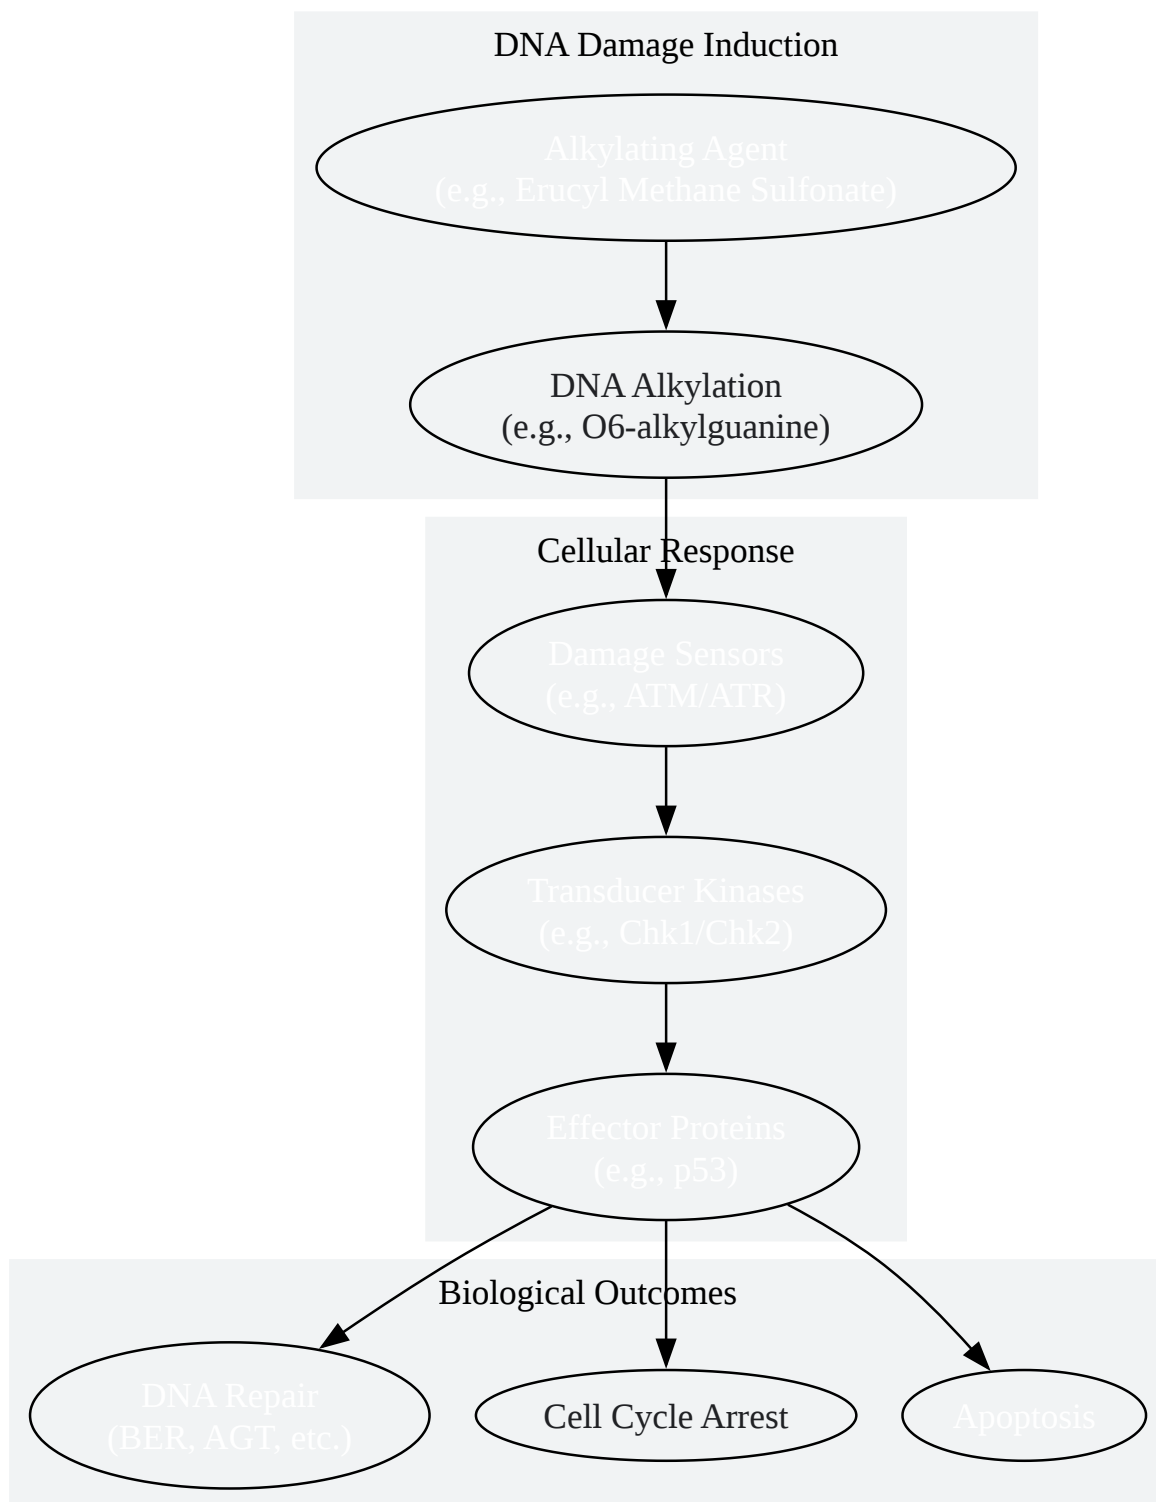 DNA Damage Induction
Alkylating Agent
(e.g., Erucyl Methane Sulfonate)
DNA Alkylation
(e.g., O6-alkylguanine)
Cellular Response
Damage Sensors
(e.g., ATM/ATR)
Transducer Kinases
(e.g., Chk1/Chk2)
Effector Proteins
(e.g., p53)
Biological Outcomes
DNA Repair
(BER, AGT, etc.)
Cell Cycle Arrest
Apoptosis